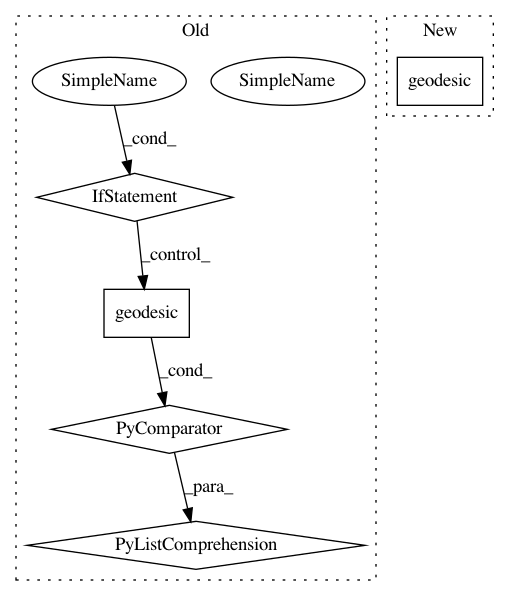 Old
New
SimpleName
SimpleName
geodesic
_cond_
IfStatement
_control_
geodesic
_cond_
PyComparator
_para_
PyListComprehension